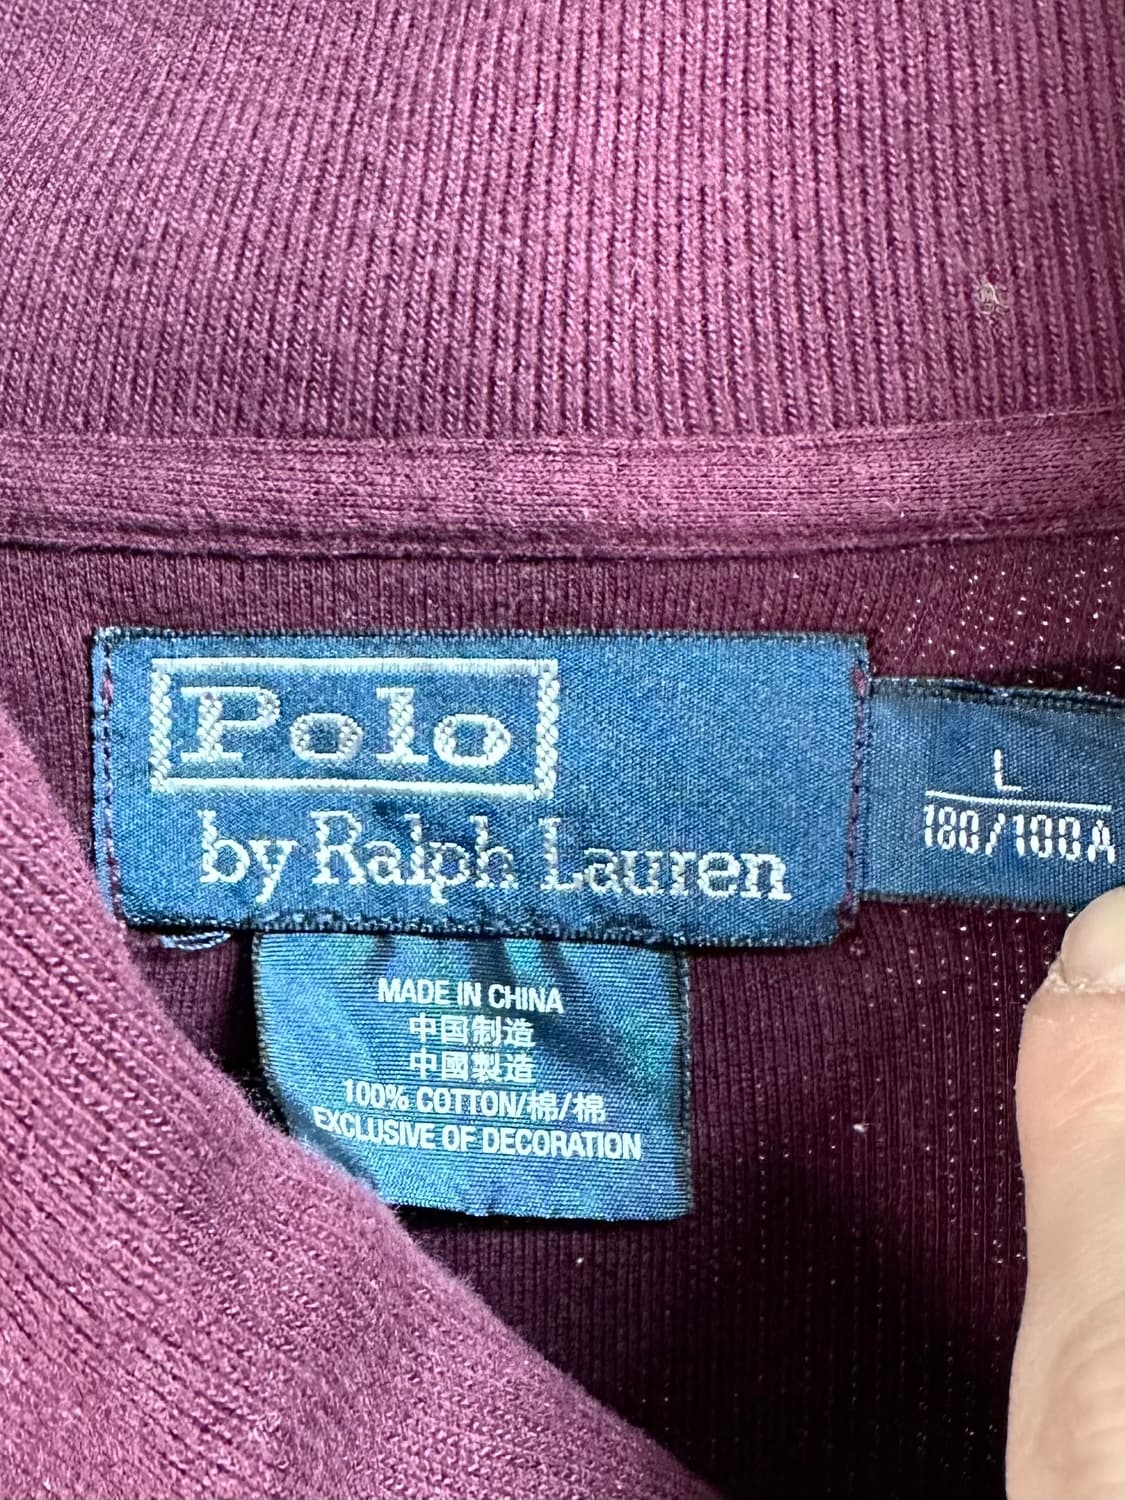 Polo
by Ralph Lauren
L
180/100A
MADE IN CHINA
中国制造
中國製造
100% COTTON/棉/棉
EXCLUSIVE OF DECORATION